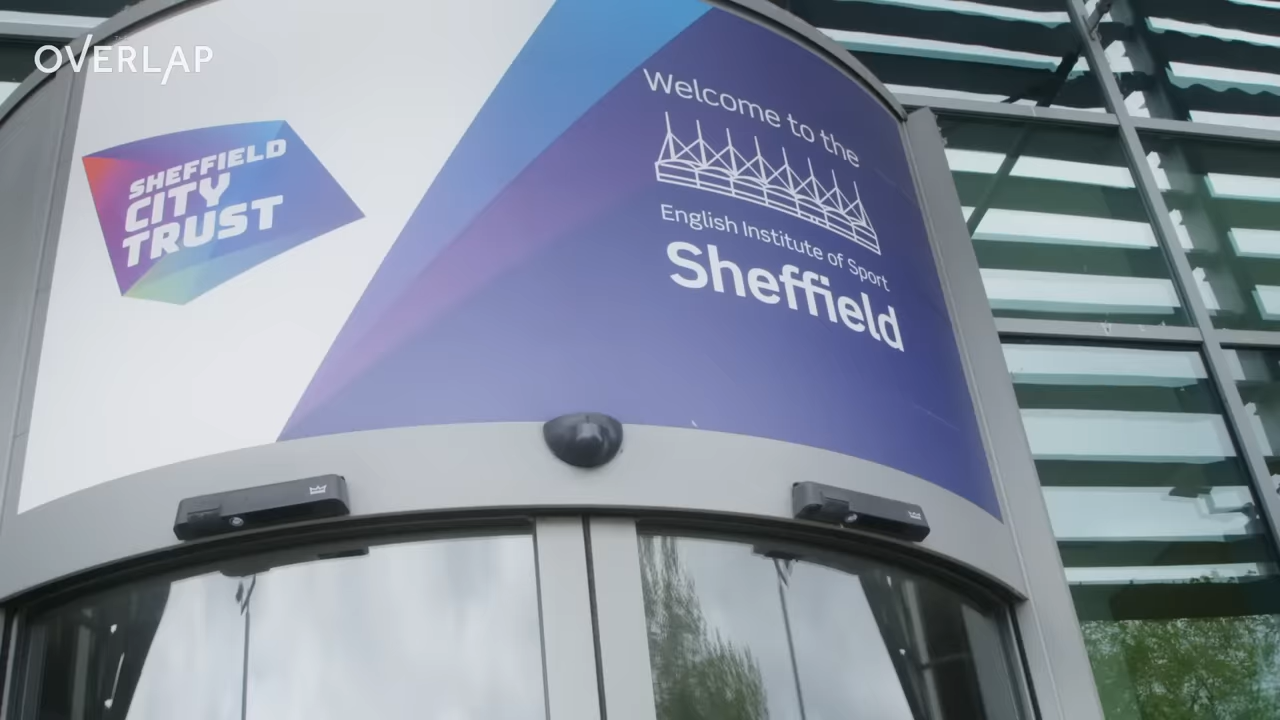 OVERLAP
SHEFFIELD
CITY
TRUST
Welcome to the
English Institute of Sport
Sheffield